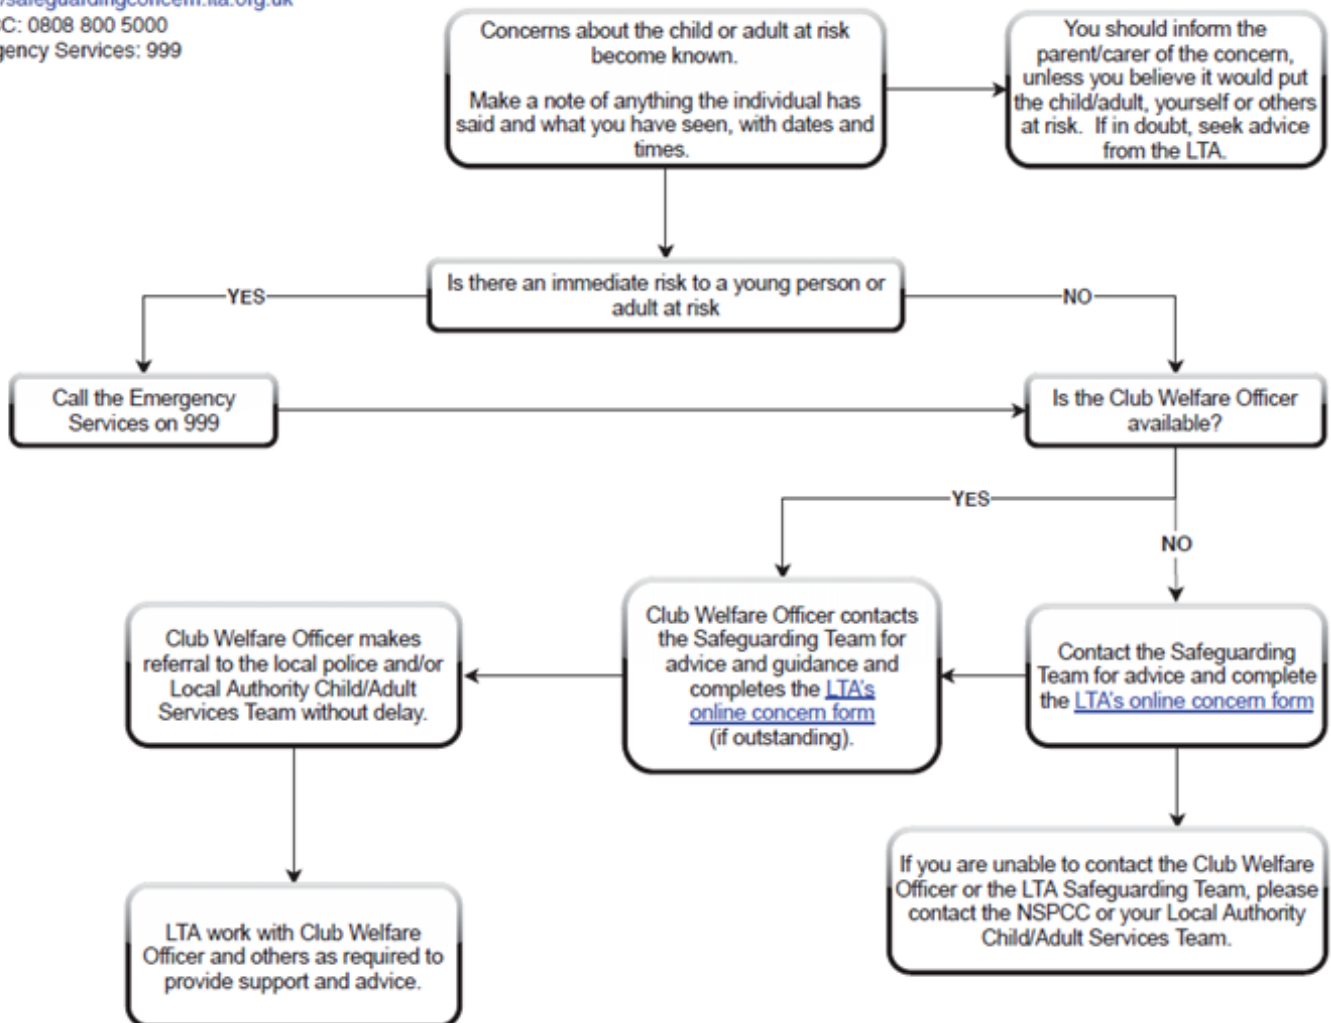 safeguardingconcern.lta.org.uk
0808 800 5000
Services: 999
Concerns about the child or adult at risk
become known.
Make a note of anything the individual has
said and what you have seen, with dates and
times.
You should inform the
parent/carer of the concern,
unless you believe it would put
the child/adult, yourself or others
at risk. If in doubt, seek advice
from the LTA.
Is there an immediate risk to a young person or
adult at risk
YES
NO
Call the Emergency
Services on 999
Is the Club Welfare Officer
available?
YES
NO
Club Welfare Officer makes
referral to the local police and/or
Local Authority Child/Adult
Services Team without delay.
Club Welfare Officer contacts
the Safeguarding Team for
advice and guidance and
completes the LTA's
online concern form
(if outstanding).
Contact the Safeguarding
Team for advice and complete
the LTA's online concern form
If you are unable to contact the Club Welfare
Officer or the LTA Safeguarding Team, please
contact the NSPCC or your Local Authority
Child/Adult Services Team.
LTA work with Club Welfare
Officer and others as required to
provide support and advice.